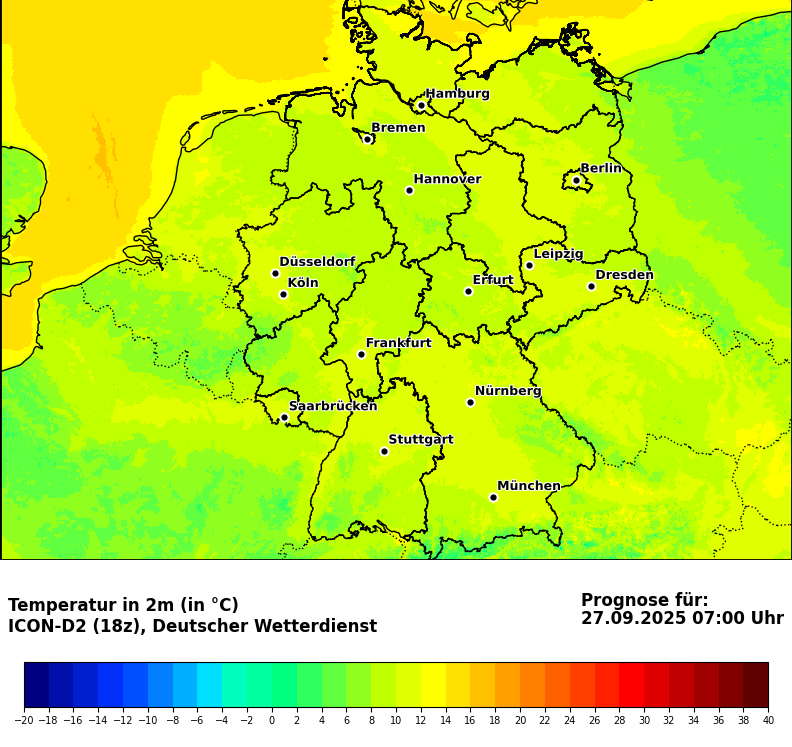 Hamburg
Bremen
Berlin
Hannover
Leipzig
Düsseldorf
Dresden
Köln
Erfurt
Frankfurt
Nürnberg
Saarbrücken
Stuttgart
München
Temperatur in 2m (in °C)
ICON-D2 (18z), Deutscher Wetterdienst
Prognose für:
27.09.2025 07:00 Uhr
−20 −18 −16 −14 −12 −10 −8 −6 −4 −2 0 2 4 6 8 10 12 14 16 18 20 22 24 26 28 30 32 34 36 38 40